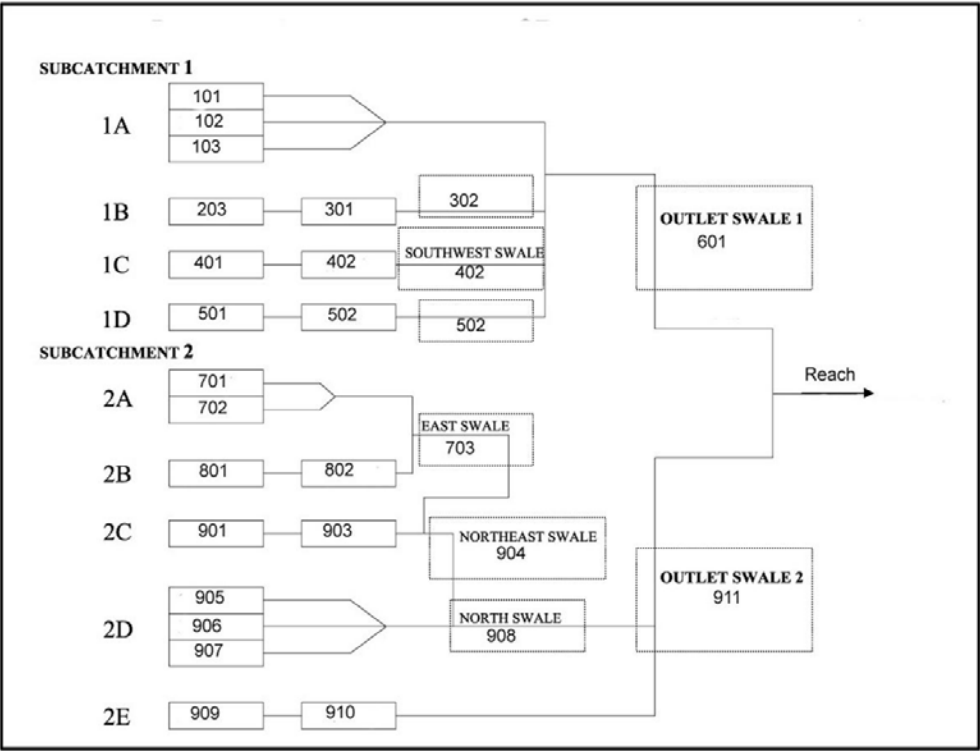 SUBCATCHMENT 1
1A
101
102
103
1B
203
301
302
1C
401
402
SOUTHWEST SWALE
402
1D
501
502
502
OUTLET SWALE 1
601
SUBCATCHMENT 2
2A
701
702
EAST SWALE
703
2B
801
802
2C
901
903
NORTHEAST SWALE
904
2D
905
906
907
NORTH SWALE
908
2E
909
910
OUTLET SWALE 2
911
Reach